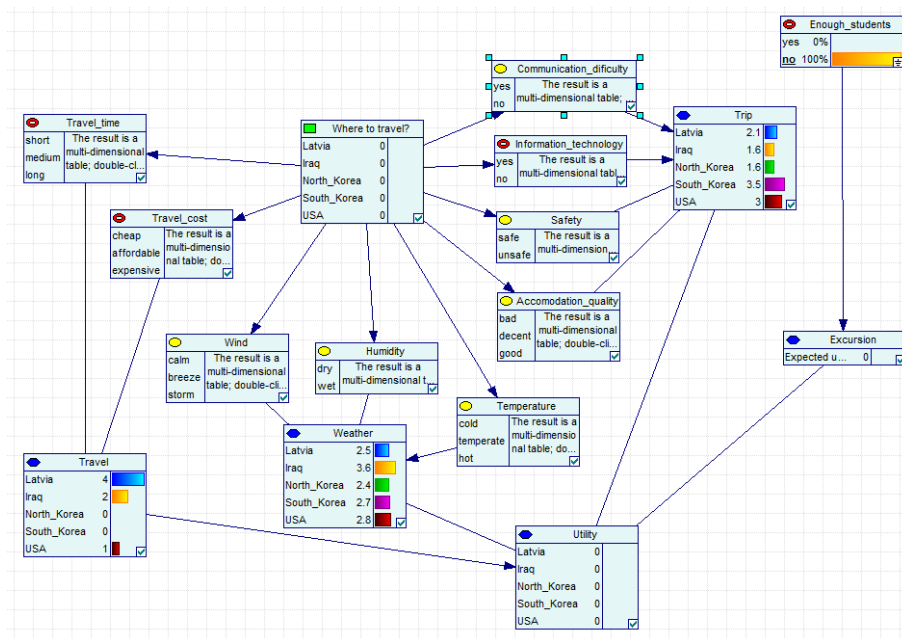 Enough_students
yes 0%
no 100%
Communication_dificulty
yes
no
The result is a
multi-dimensional table;
Travel_time
short
medium
long
The result is a
multi-dimensional
table; double-cli...
Where to travel?
Latvia 0
Iraq 0
North_Korea 0
South_Korea 0
USA 0
Information_technology
yes
no
The result is a
multi-dimensional tabl...
Trip
Latvia 2.1
Iraq 1.6
North_Korea 1.6
South_Korea 3.5
USA 3
Travel_cost
cheap
affordable
expensive
The result is a
multi-dimensio
nal table; do...
Safety
safe
unsafe
The result is a
multi-dimension...
Accomodation_quality
bad
decent
good
The result is a
multi-dimensional
table; double-cli...
Wind
calm
breeze
storm
The result is a
multi-dimensional
table; double-cli...
Humidity
dry
wet
The result is a
multi-dimensional t...
Excursion
Expected u... 0
Temperature
cold
temperate
hot
The result is a
multi-dimensio
nal table; do...
Weather
Latvia 2.5
Iraq 3.6
North_Korea 2.4
South_Korea 2.7
USA 2.8
Travel
Latvia 4
Iraq 2
North_Korea 0
South_Korea 0
USA 1
Utility
Latvia 0
Iraq 0
North_Korea 0
South_Korea 0
USA 0